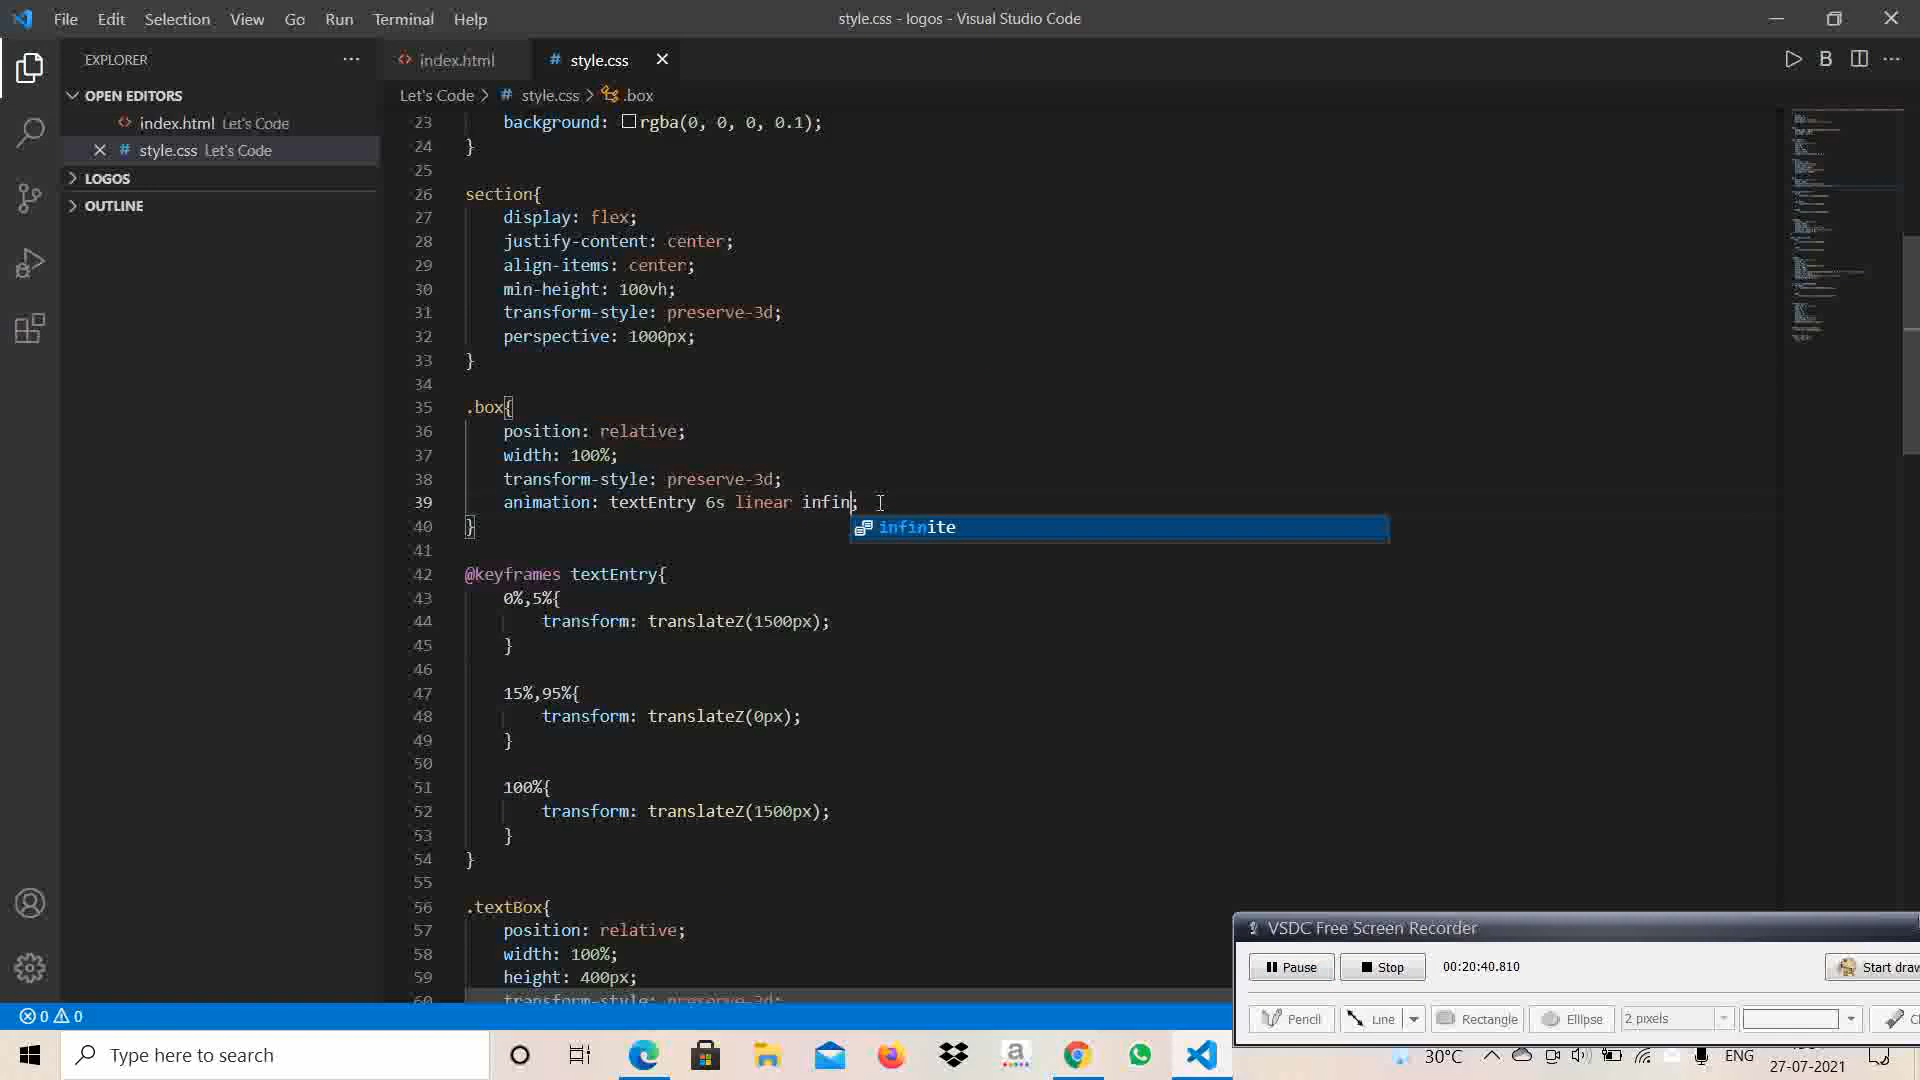 File Edit Selection View Go Run Terminal Help
style.css - logos - Visual Studio Code
EXPLORER
OPEN EDITORS
index.html Let's Code
style.css Let's Code
LOGOS
OUTLINE
index.html
# style.css
Let's Code > # style.css > .box
23 background: rgba(0, 0, 0, 0.1);
24 }
25
26 section{
27 display: flex;
28 justify-content: center;
29 align-items: center;
30 min-height: 100vh;
31 transform-style: preserve-3d;
32 perspective: 1000px;
33 }
34
35 .box{
36 position: relative;
37 width: 100%;
38 transform-style: preserve-3d;
39 animation: textEntry 6s linear infin;
infinite
40 }
41
42 @keyframes textEntry{
43 0%,5%{
44 transform: translateZ(1500px);
45 }
46
47 15%,95%{
48 transform: translateZ(0px);
49 }
50
51 100%{
52 transform: translateZ(1500px);
53 }
54 }
55
56 .textBox{
57 position: relative;
58 width: 100%;
59 height: 400px;
60 transform-style: preserve-3d;
0 0
VSDC Free Screen Recorder
Pause Stop 00:20:40.810 Start draw
Pencil Line Rectangle Ellipse 2 pixels
Type here to search
30°C ENG
27-07-2021